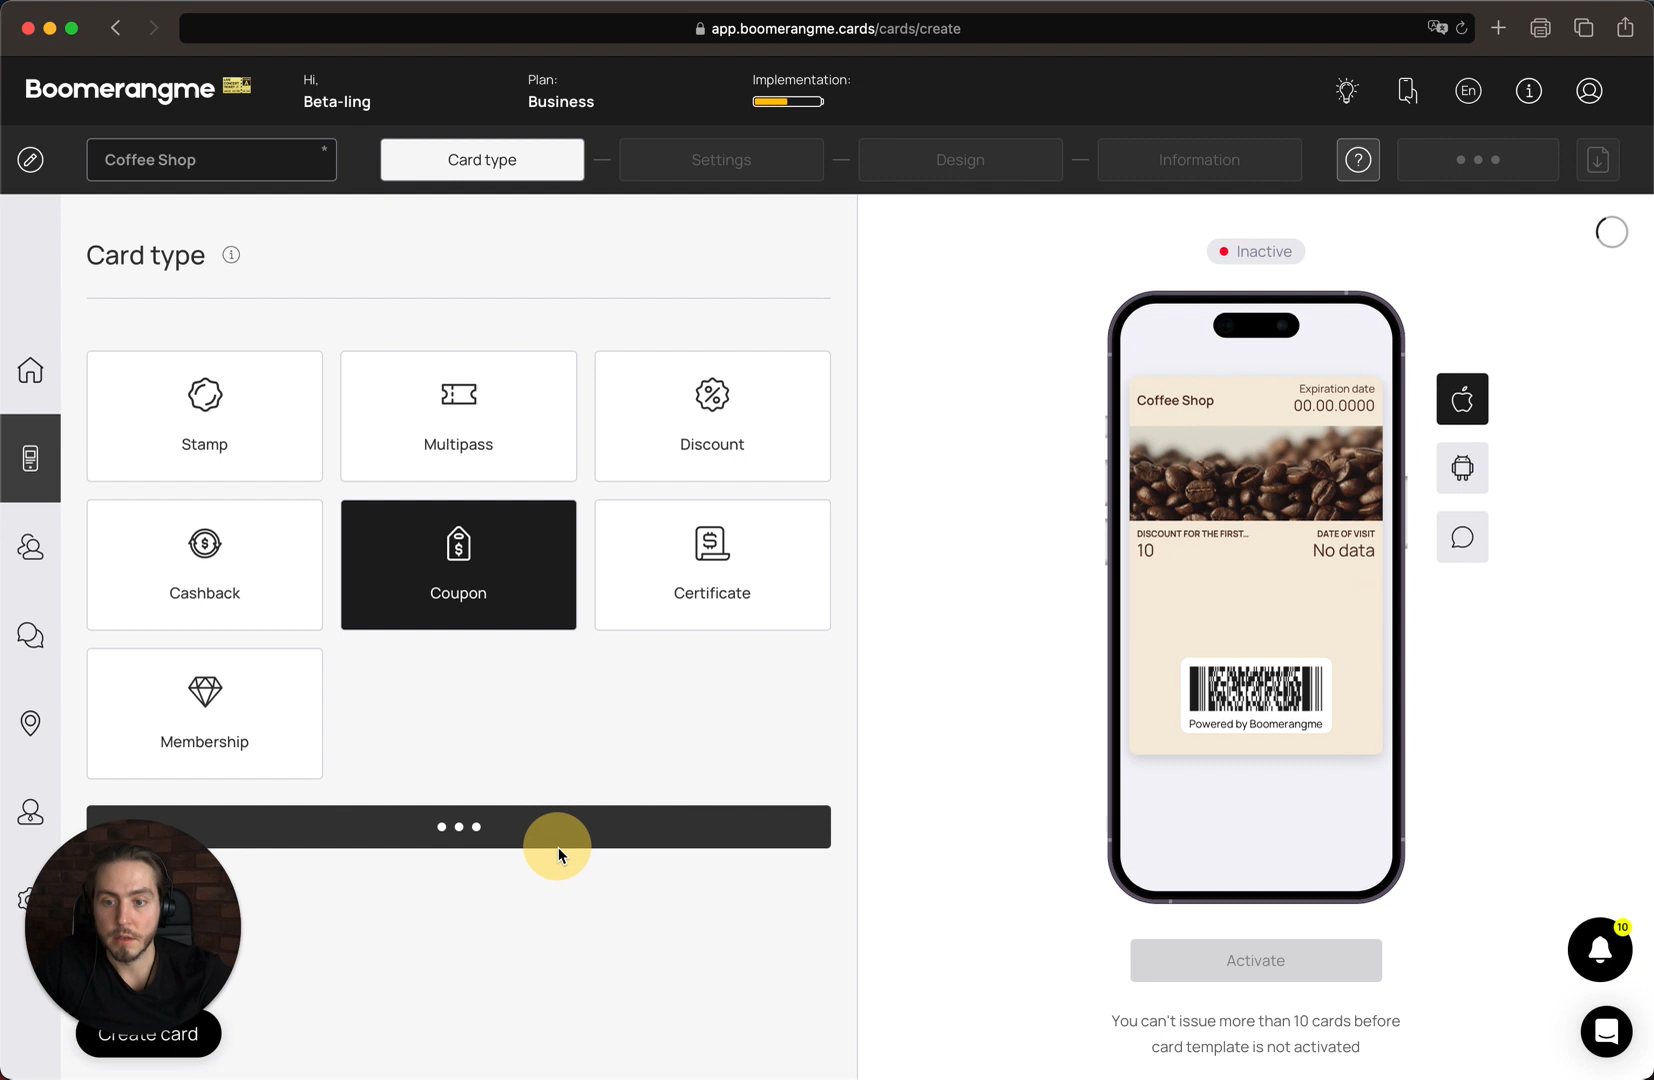 app.boomerangme.cards/cards/create
Boomerangme
Hi,
Beta-ling
Plan:
Business
Implementation:
En
Coffee Shop *
Card type
Settings
Design
Information
?
Card type
Stamp
Multipass
Discount
Cashback
Coupon
Certificate
Membership
Create card
Inactive
Coffee Shop
Expiration date
00.00.0000
DISCOUNT FOR THE FIRST...
DATE OF VISIT
10
No data
Powered by Boomerangme
Activate
You can't issue more than 10 cards before
card template is not activated
10